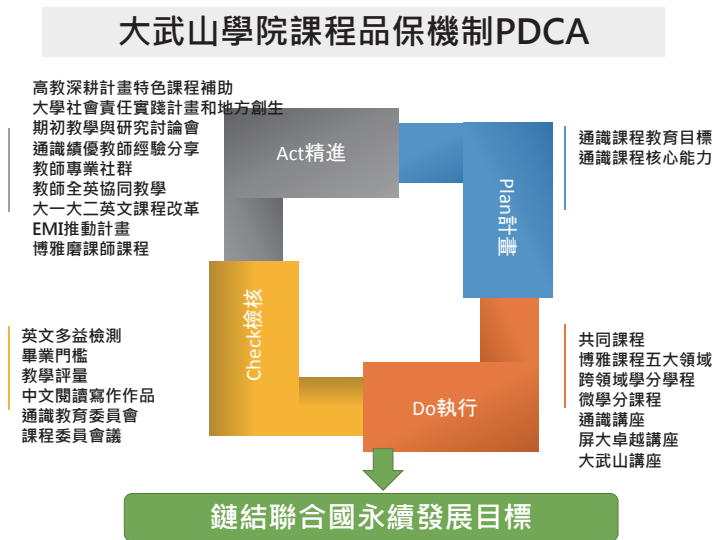 大武山學院課程品保機制PDCA
高教深耕計畫特色課程補助
大學社會責任實踐計畫和地方創生
期初教學與研究討論會
通識績優教師經驗分享
教師專業社群
教師全英協同教學
大一大二英文課程改革
EMI推動計畫
博雅磨課師課程
Act精進
Plan計畫
通識課程教育目標
通識課程核心能力
Check檢核
英文多益檢測
畢業門檻
教學評量
中文閱讀寫作作品
通識教育委員會
課程委員會議
Do執行
共同課程
博雅課程五大領域
跨領域學分學程
微學分課程
通識講座
屏大卓越講座
大武山講座
鏈結聯合國永續發展目標